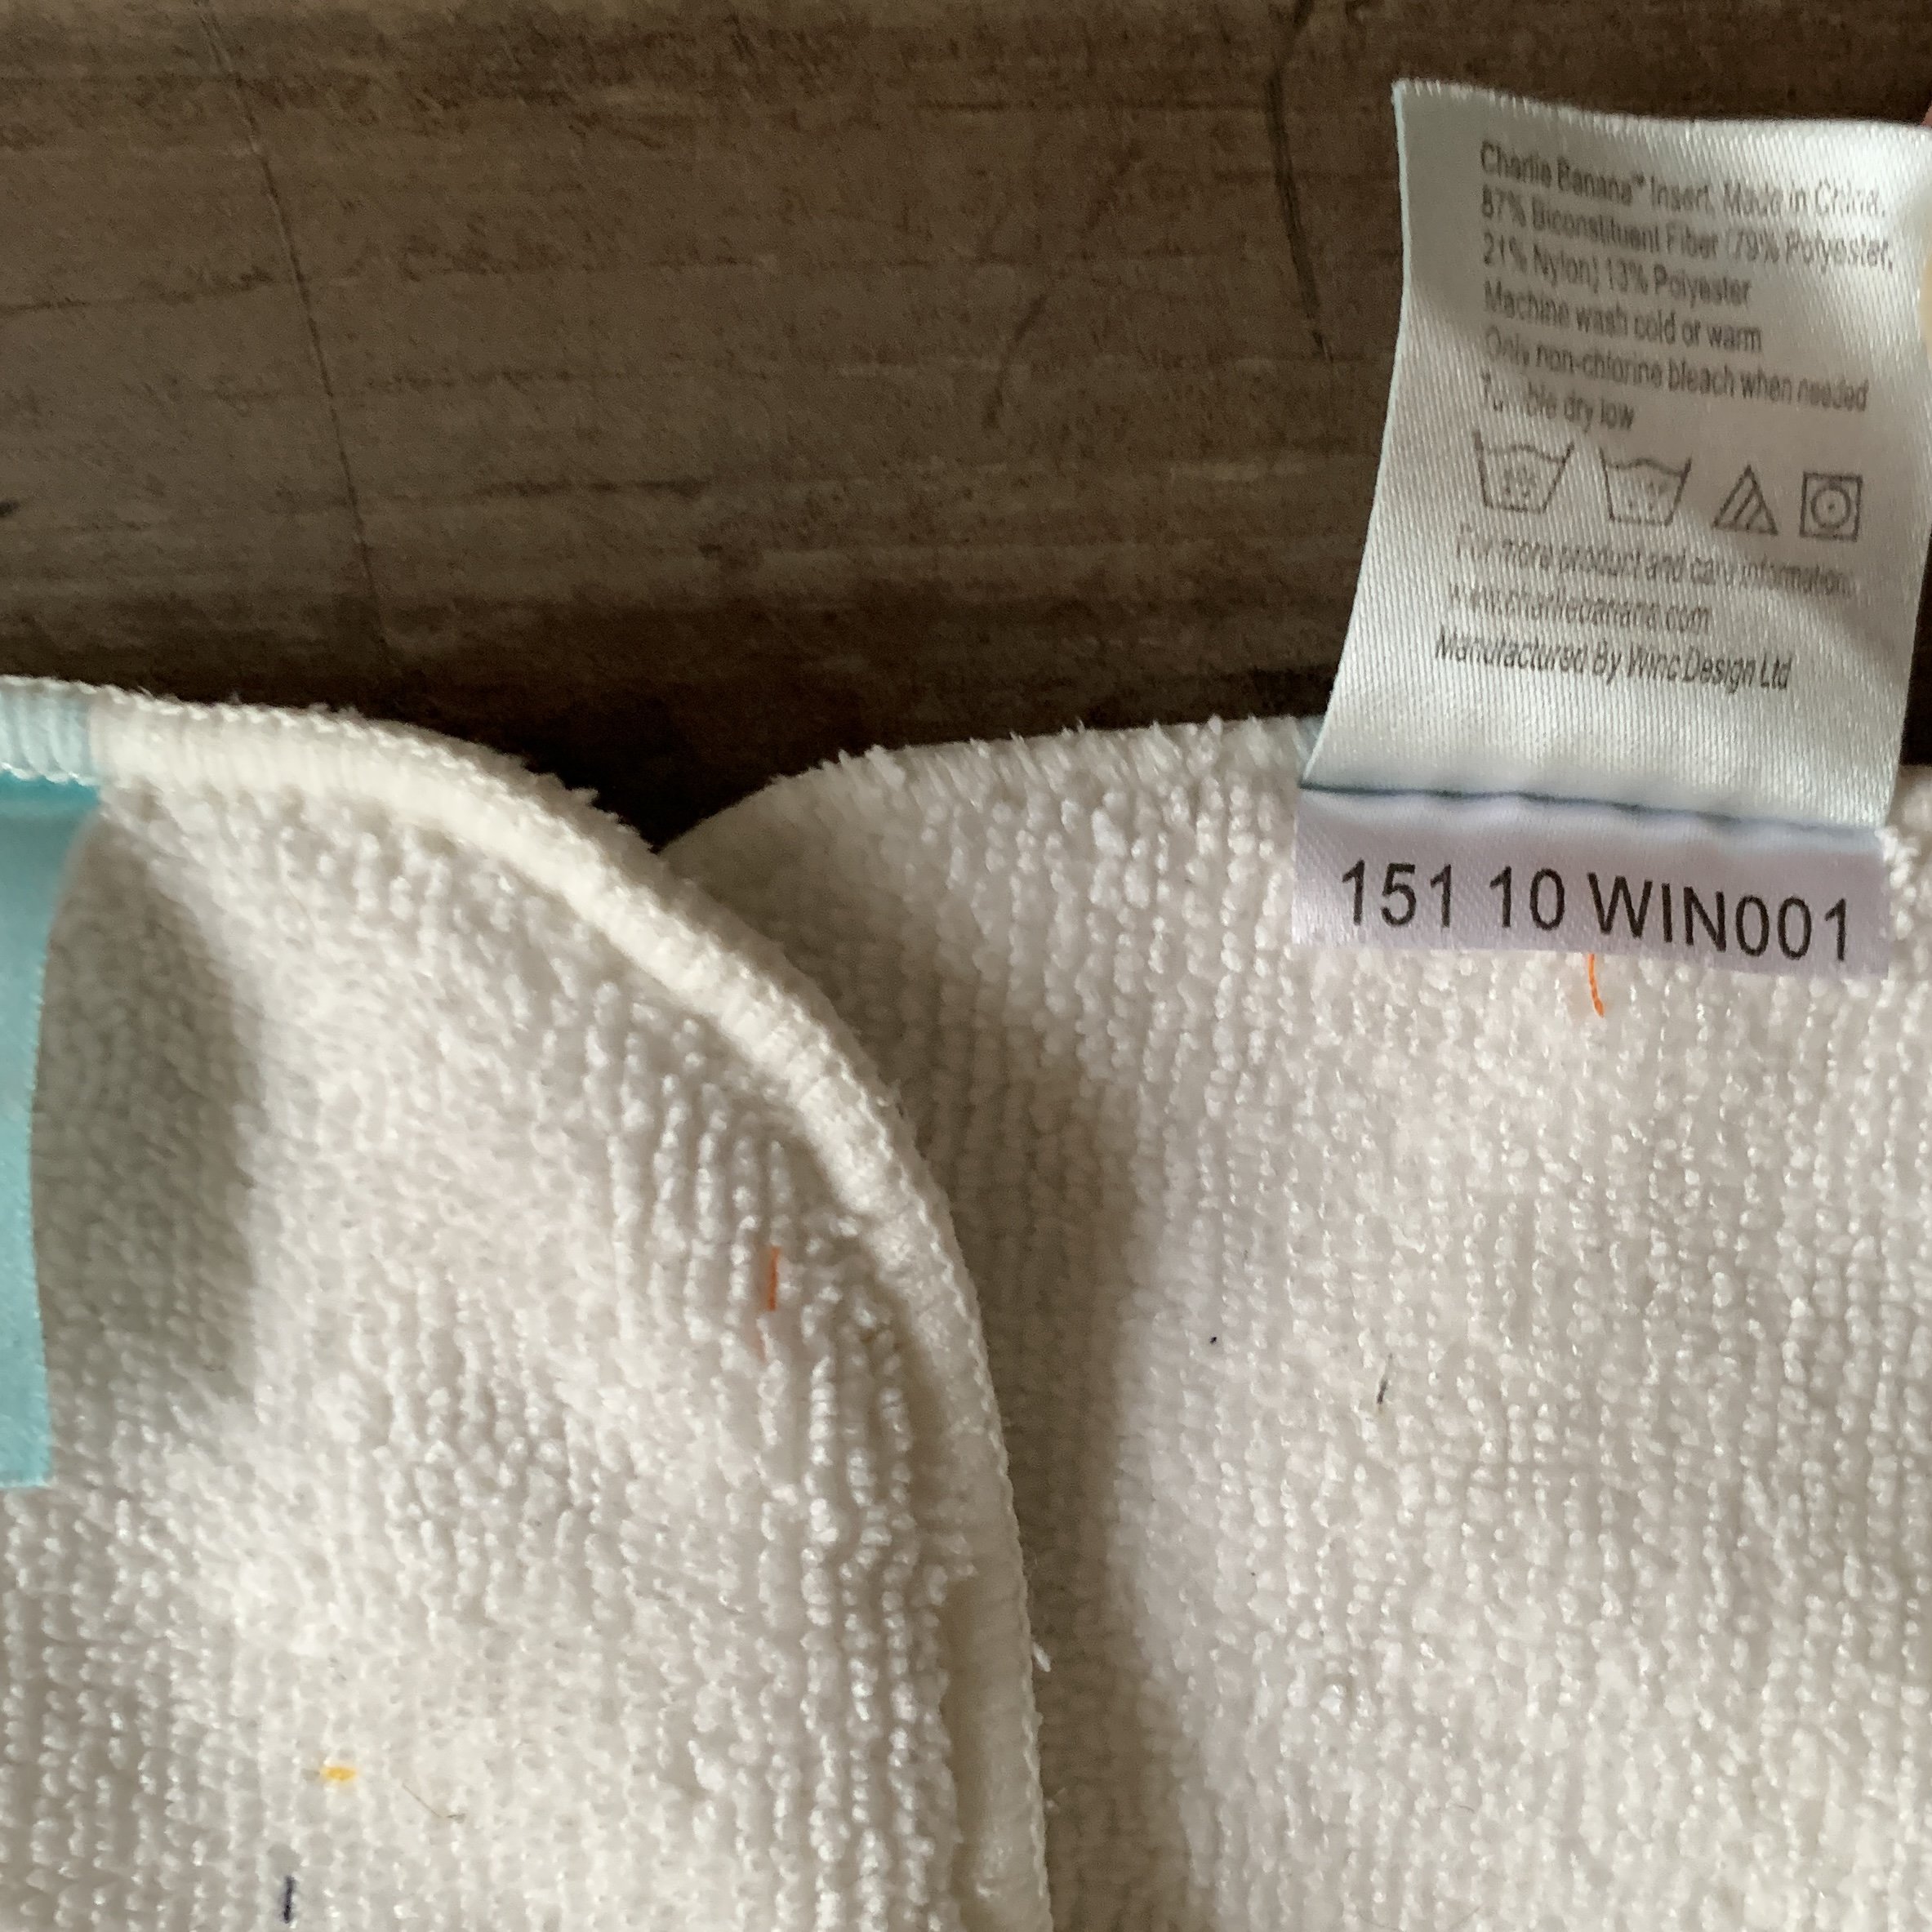 Charlie Banana™ Insert. Made in China.
87% Biconstituent Fiber (79% Polyester,
21% Nylon) 13% Polyester
Machine wash cold or warm
Only non-chlorine bleach when needed
Tumble dry low
For more product and care information:
www.charliebanana.com
Manufactured By Winc Design Ltd
151 10 WIN001